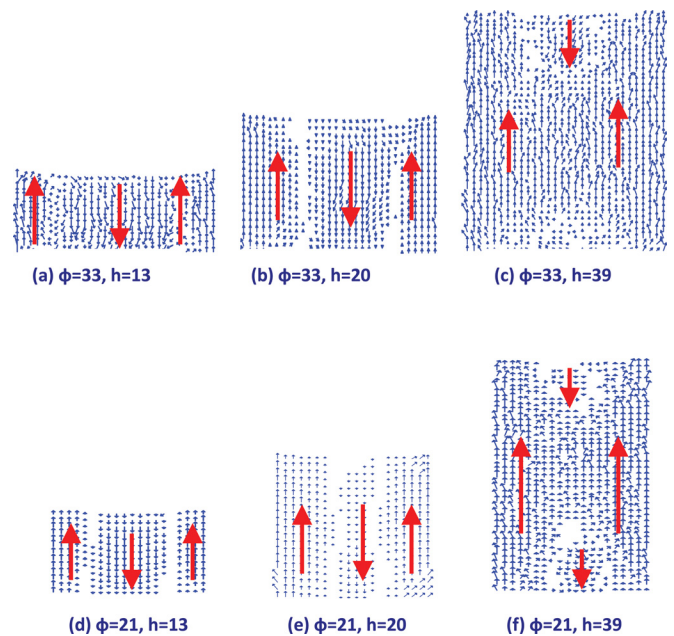 (a) ϕ=33, h=13
(b) ϕ=33, h=20
(c) ϕ=33, h=39
(d) ϕ=21, h=13
(e) ϕ=21, h=20
(f) ϕ=21, h=39